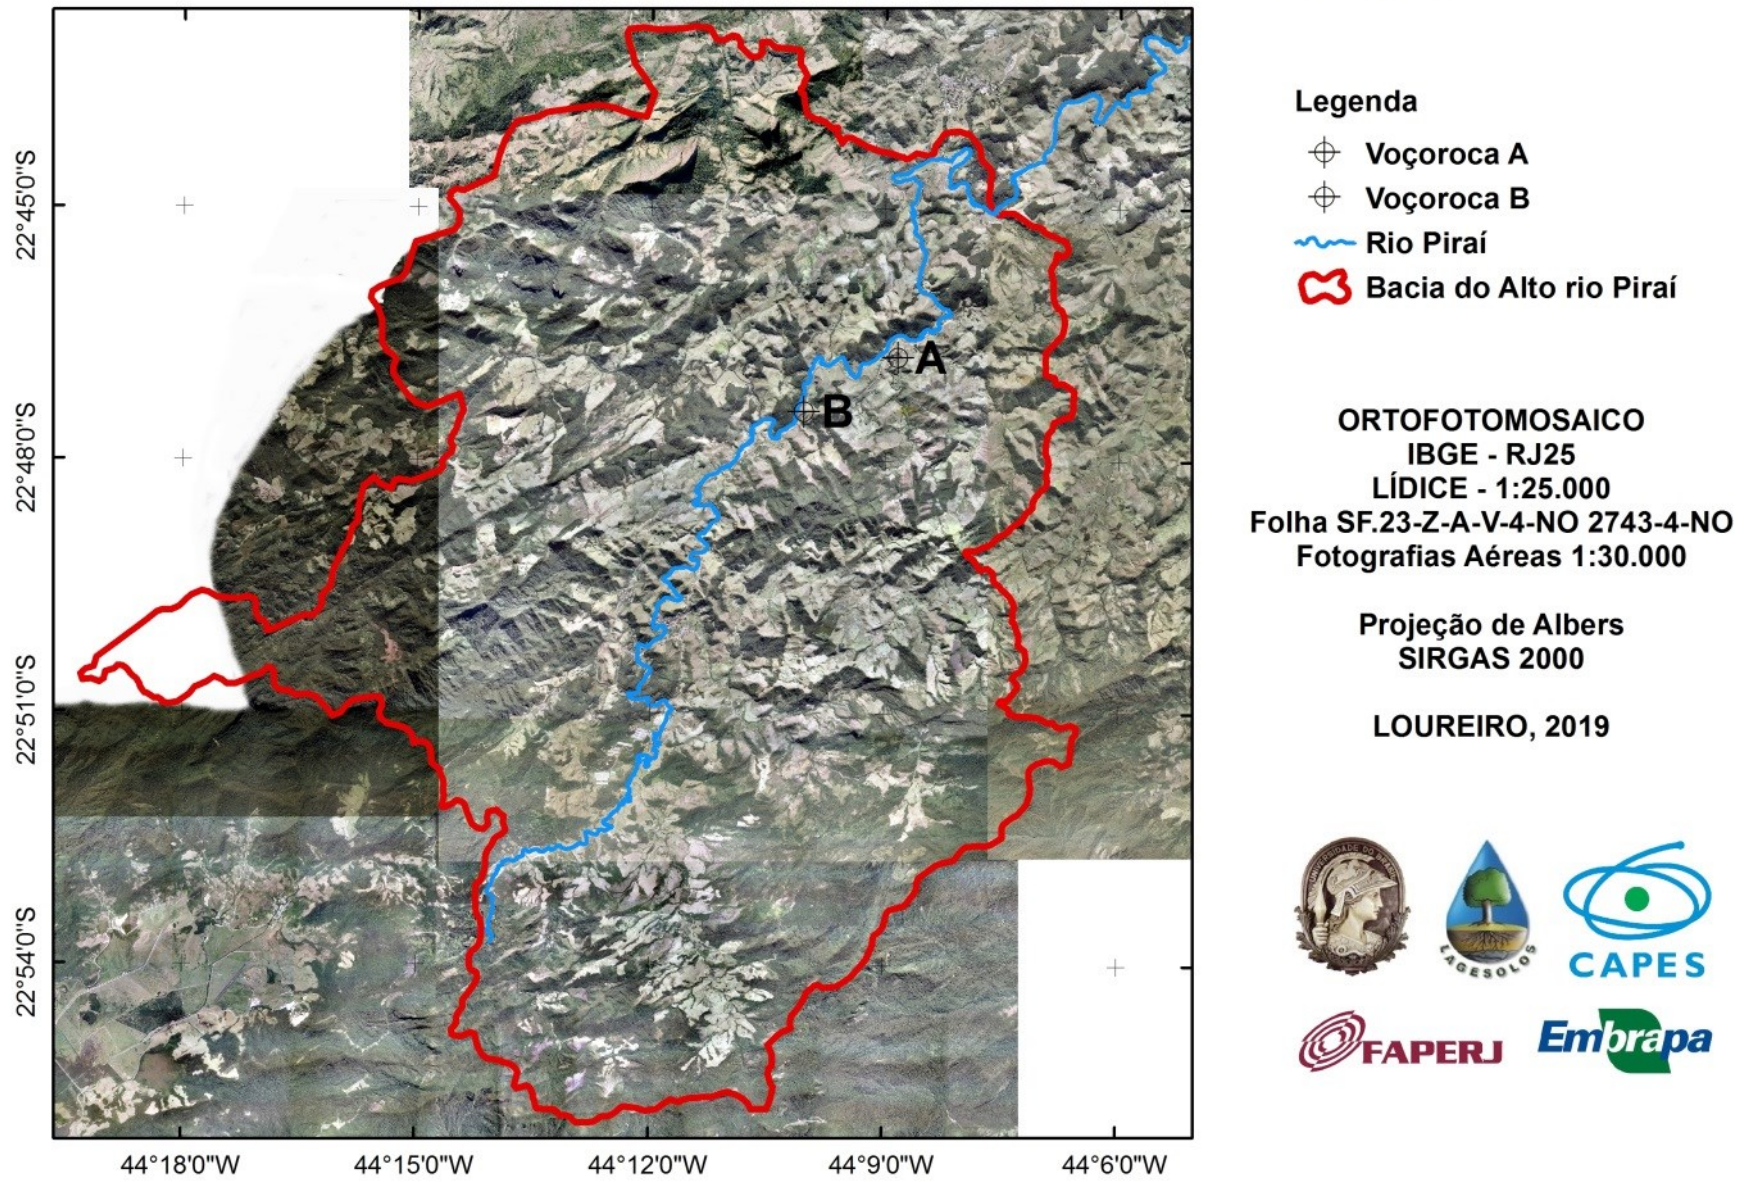 22°45'0"S
22°48'0"S
22°51'0"S
22°54'0"S
44°18'0"W
44°15'0"W
44°12'0"W
44°9'0"W
44°6'0"W
A
B
Legenda
Voçoroca A
Voçoroca B
Rio Piraí
Bacia do Alto rio Piraí
ORTOFOTOMOSAICO
IBGE - RJ25
LÍDICE - 1:25.000
Folha SF.23-Z-A-V-4-NO 2743-4-NO
Fotografias Aéreas 1:30.000
Projeção de Albers
SIRGAS 2000
LOUREIRO, 2019
LAGESOLOS
CAPES
FAPERJ
Embrapa